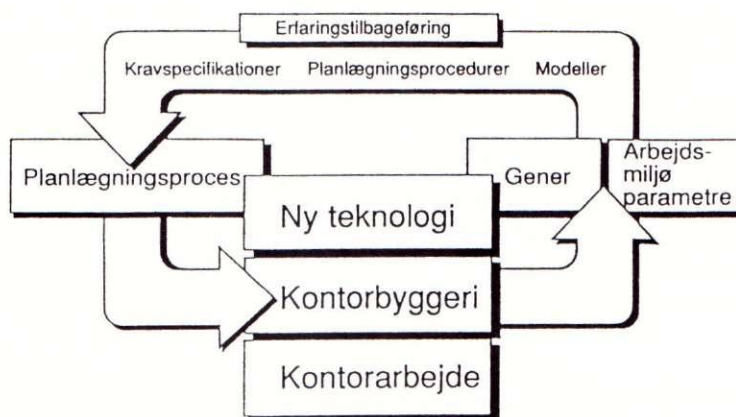 Erfaringstilbageføring
Kravspecifikationer Planlægningsprocedurer Modeller
Planlægningsproces
Gener
Arbejds-
miljø
parametre
Ny teknologi
Kontorbyggeri
Kontorarbejde